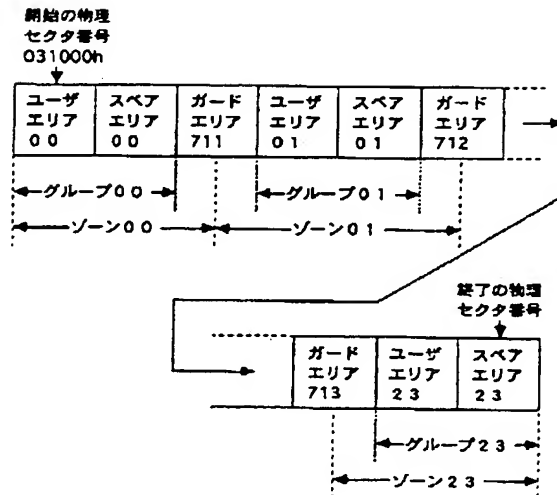 開始の物理
セクタ番号
031000h
ユーザ
エリア
００
スペア
エリア
００
ガード
エリア
711
ユーザ
エリア
０１
スペア
エリア
０１
ガード
エリア
712
グループ００
グループ０１
ゾーン００
ゾーン０１
終了の物理
セクタ番号
ガード
エリア
713
ユーザ
エリア
２３
スペア
エリア
２３
グループ２３
ゾーン２３